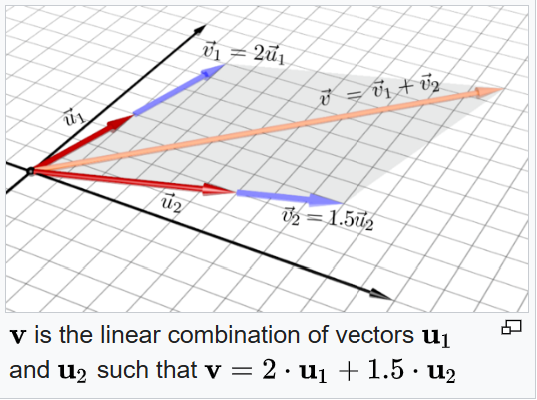 v⃗₁ = 2u⃗₁
v⃗ = v⃗₁ + v⃗₂
u⃗₁
u⃗₂
v⃗₂ = 1.5u⃗₂
v is the linear combination of vectors u₁
and u₂ such that v = 2 · u₁ + 1.5 · u₂